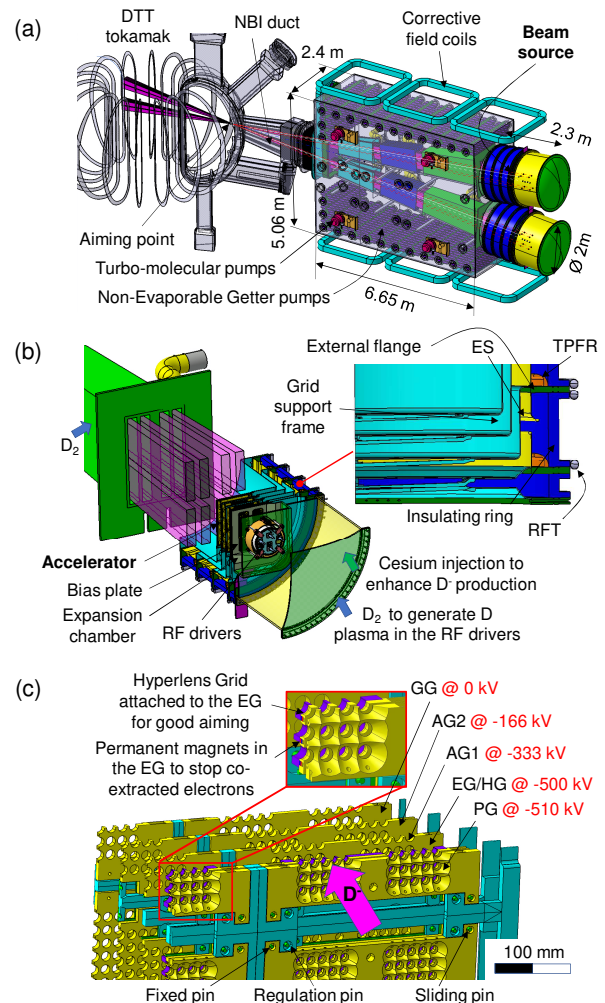 (a)
DTT
tokamak
NBI duct
2.4 m
Corrective
field coils
Beam
source
2.3 m
Aiming point
5.06 m
Ø 2m
Turbo-molecular pumps
Non-Evaporable Getter pumps
6.65 m
(b)
External flange
ES
TPFR
Grid
support
frame
D2
Insulating ring
RFT
Accelerator
Bias plate
Expansion
chamber
RF drivers
Cesium injection to
enhance D- production
D2 to generate D
plasma in the RF drivers
(c)
Hyperlens Grid
attached to the EG
for good aiming
Permanent magnets in
the EG to stop co-
extracted electrons
GG @ 0 kV
AG2 @ -166 kV
AG1 @ -333 kV
EG/HG @ -500 kV
PG @ -510 kV
D-
100 mm
Fixed pin
Regulation pin
Sliding pin